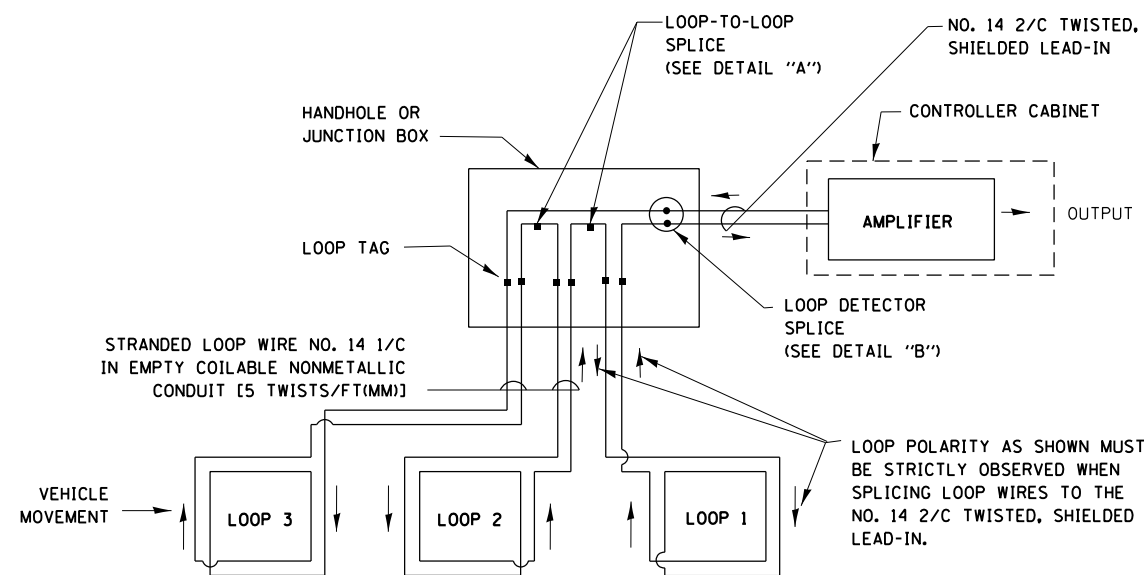 LOOP-TO-LOOP
SPLICE
(SEE DETAIL "A")
NO. 14 2/C TWISTED,
SHIELDED LEAD-IN
HANDHOLE OR
JUNCTION BOX
CONTROLLER CABINET
AMPLIFIER
OUTPUT
LOOP TAG
LOOP DETECTOR
SPLICE
(SEE DETAIL "B")
STRANDED LOOP WIRE NO. 14 1/C
IN EMPTY COILABLE NONMETALLIC
CONDUIT [5 TWISTS/FT(MM)]
LOOP POLARITY AS SHOWN MUST
BE STRICTLY OBSERVED WHEN
SPLICING LOOP WIRES TO THE
NO. 14 2/C TWISTED, SHIELDED
LEAD-IN.
VEHICLE
MOVEMENT
LOOP 3
LOOP 2
LOOP 1